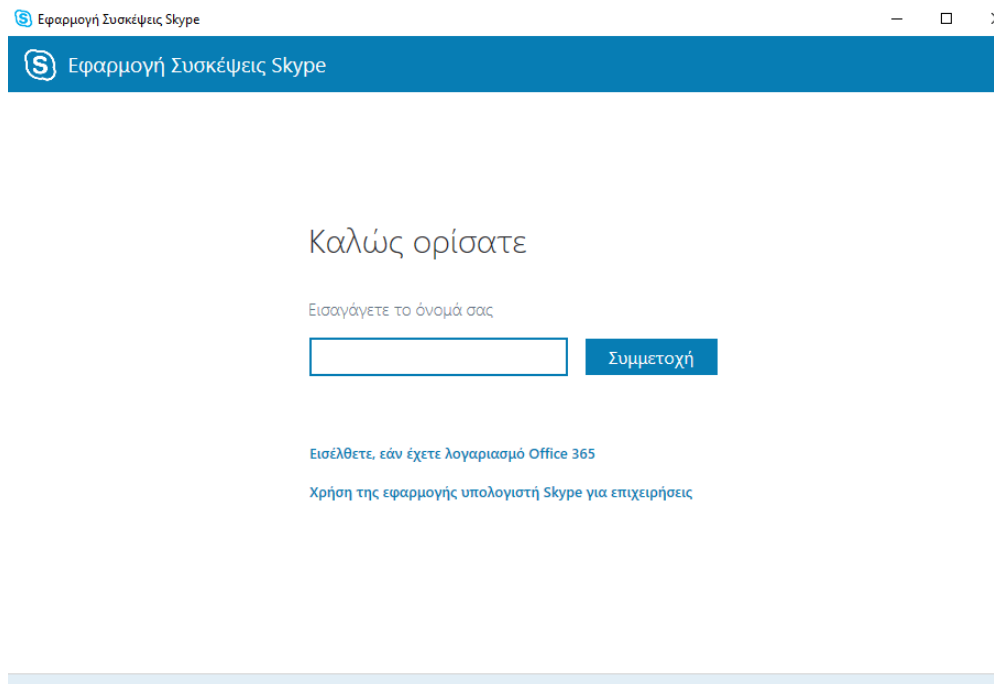 Εφαρμογή Συσκέψεις Skype
Εφαρμογή Συσκέψεις Skype
Καλώς ορίσατε
Εισαγάγετε το όνομά σας
Συμμετοχή
Εισέλθετε, εάν έχετε λογαριασμό Office 365
Χρήση της εφαρμογής υπολογιστή Skype για επιχειρήσεις